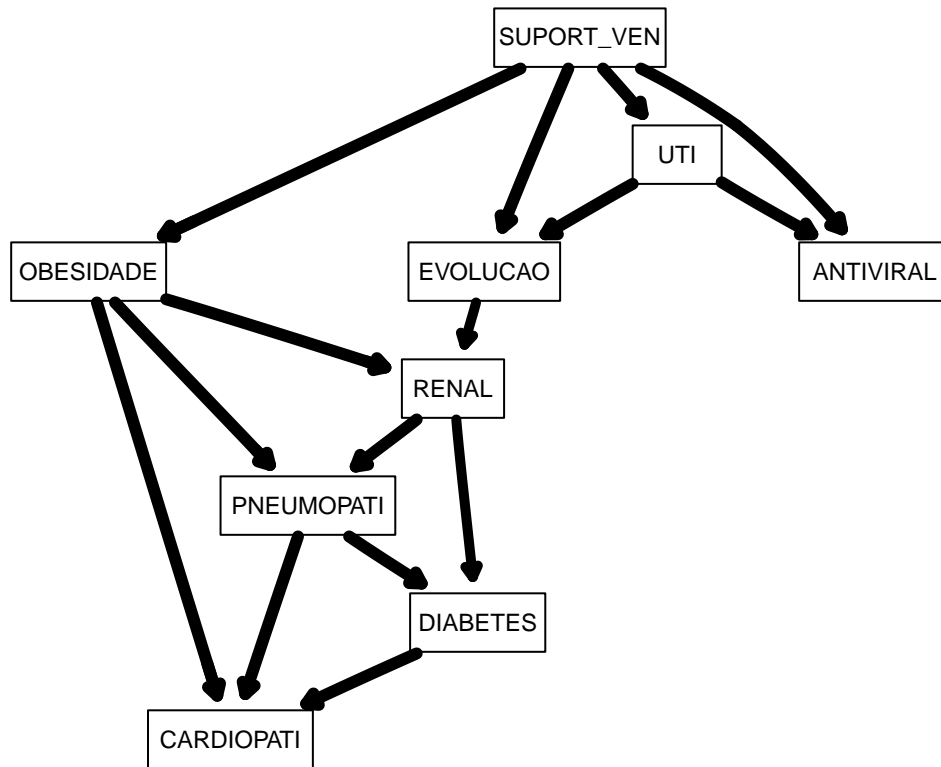 SUPORT_VEN
UTI
OBESIDADE
EVOLUCAO
ANTIVIRAL
RENAL
PNEUMOPATI
DIABETES
CARDIOPATI